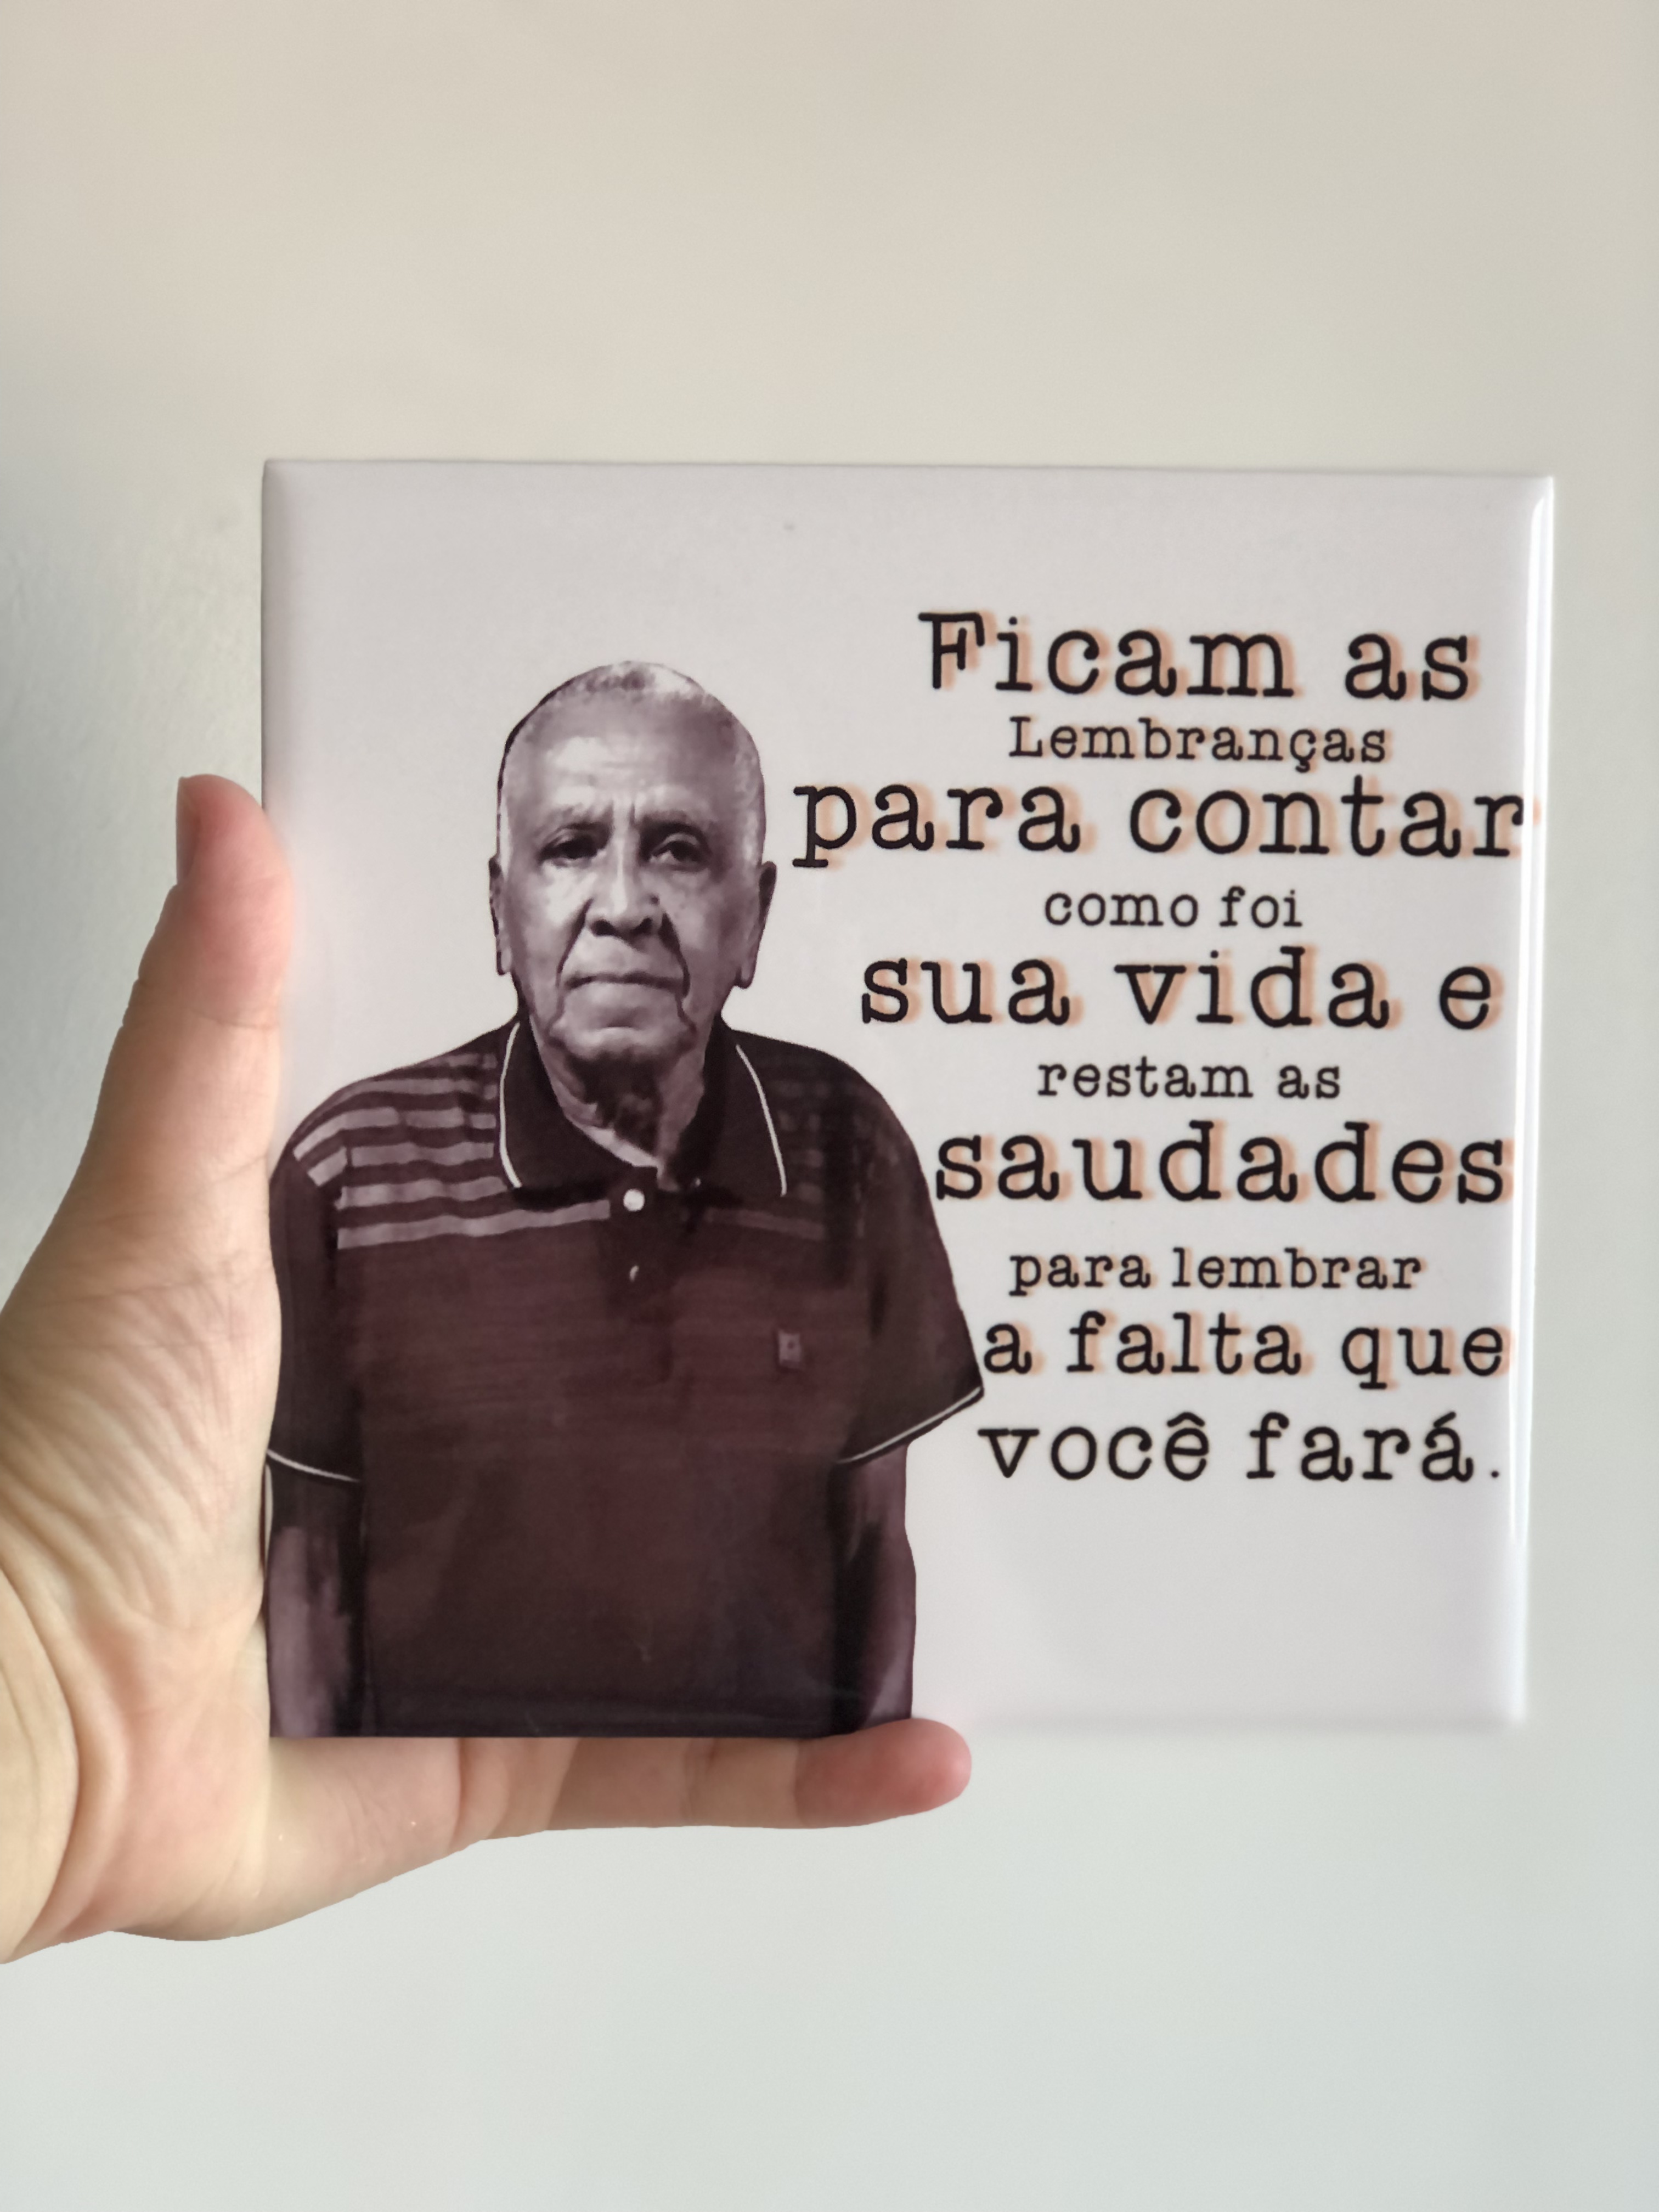 Ficam as
Lembranças
para contar
como foi
sua vida e
restam as
saudades
para lembrar
a falta que
você fará.